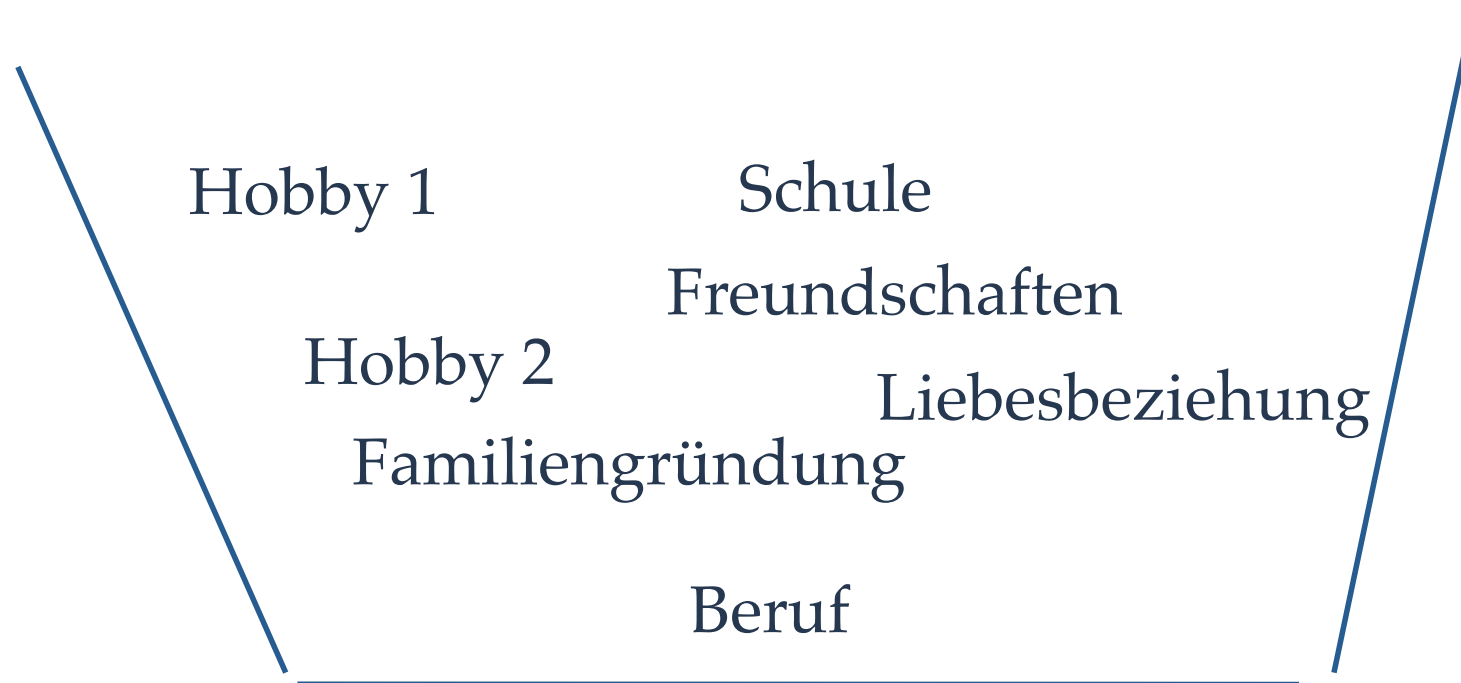 Hobby 1
Schule
Freundschaften
Hobby 2
Liebesbeziehung
Familiengründung
Beruf